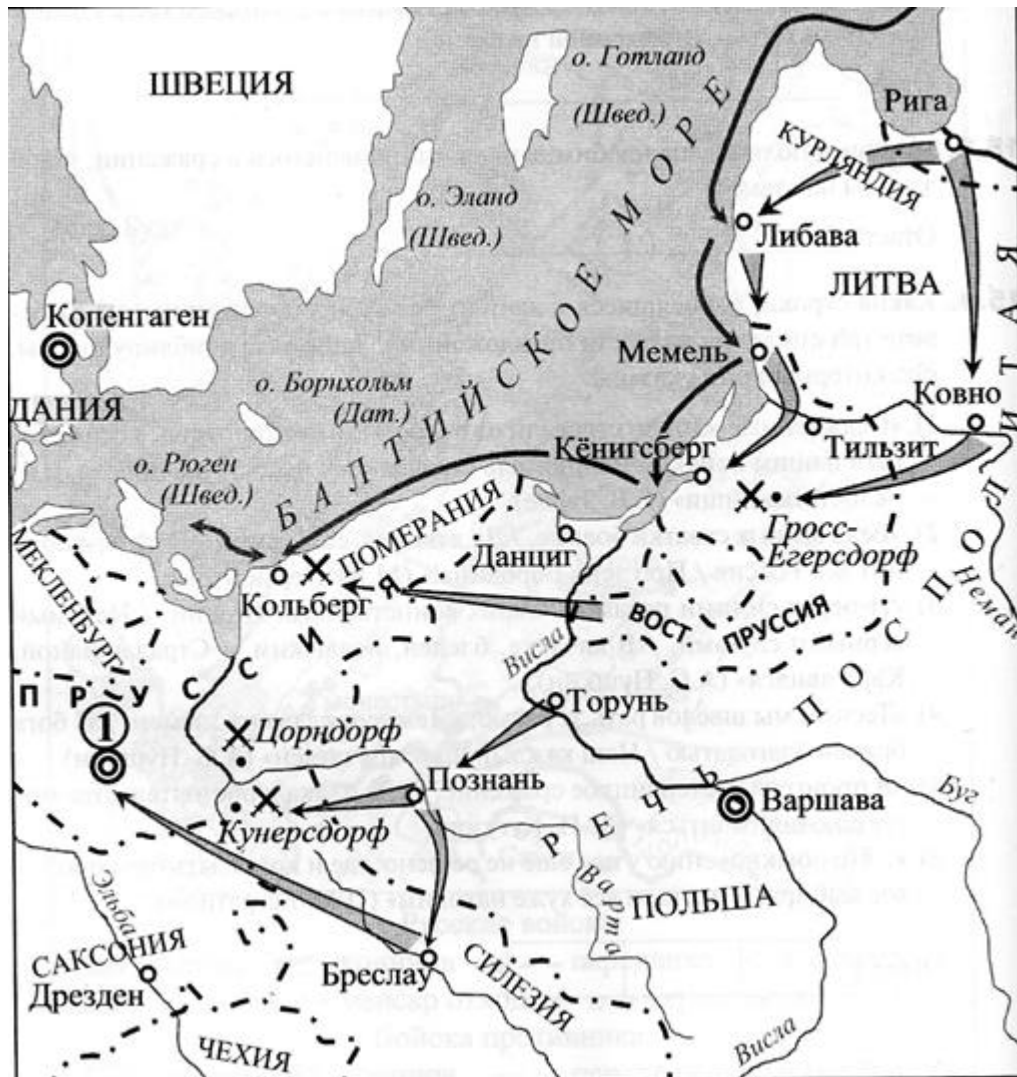 ШВЕЦИЯ
о. Готланд
(Швед.)
Рига
КУРЛЯНДИЯ
о. Эланд
(Швед.)
Либава
ЛИТВА
Копенгаген
БАЛТИЙСКОЕ МОРЕ
Мемель
ДАНИЯ
о. Борнхольм
(Дат.)
Ковно
Кёнигсберг
Тильзит
о. Рюген
(Швед.)
ПОМЕРАНИЯ
Данциг
Гросс-
Егерсдорф
Неман
МЕКЛЕНБУРГ
Кольберг
ВОСТ. ПРУССИЯ
Висла
ПРУССИЯ
1
Торунь
Цорндорф
Познань
РЕЧЬ ПОСПОЛИТАЯ
Варшава
Буг
Кунерсдорф
Варта
ПОЛЬША
Эльба
САКСОНИЯ
Дрезден
Бреслау
СИЛЕЗИЯ
ЧЕХИЯ
Висла